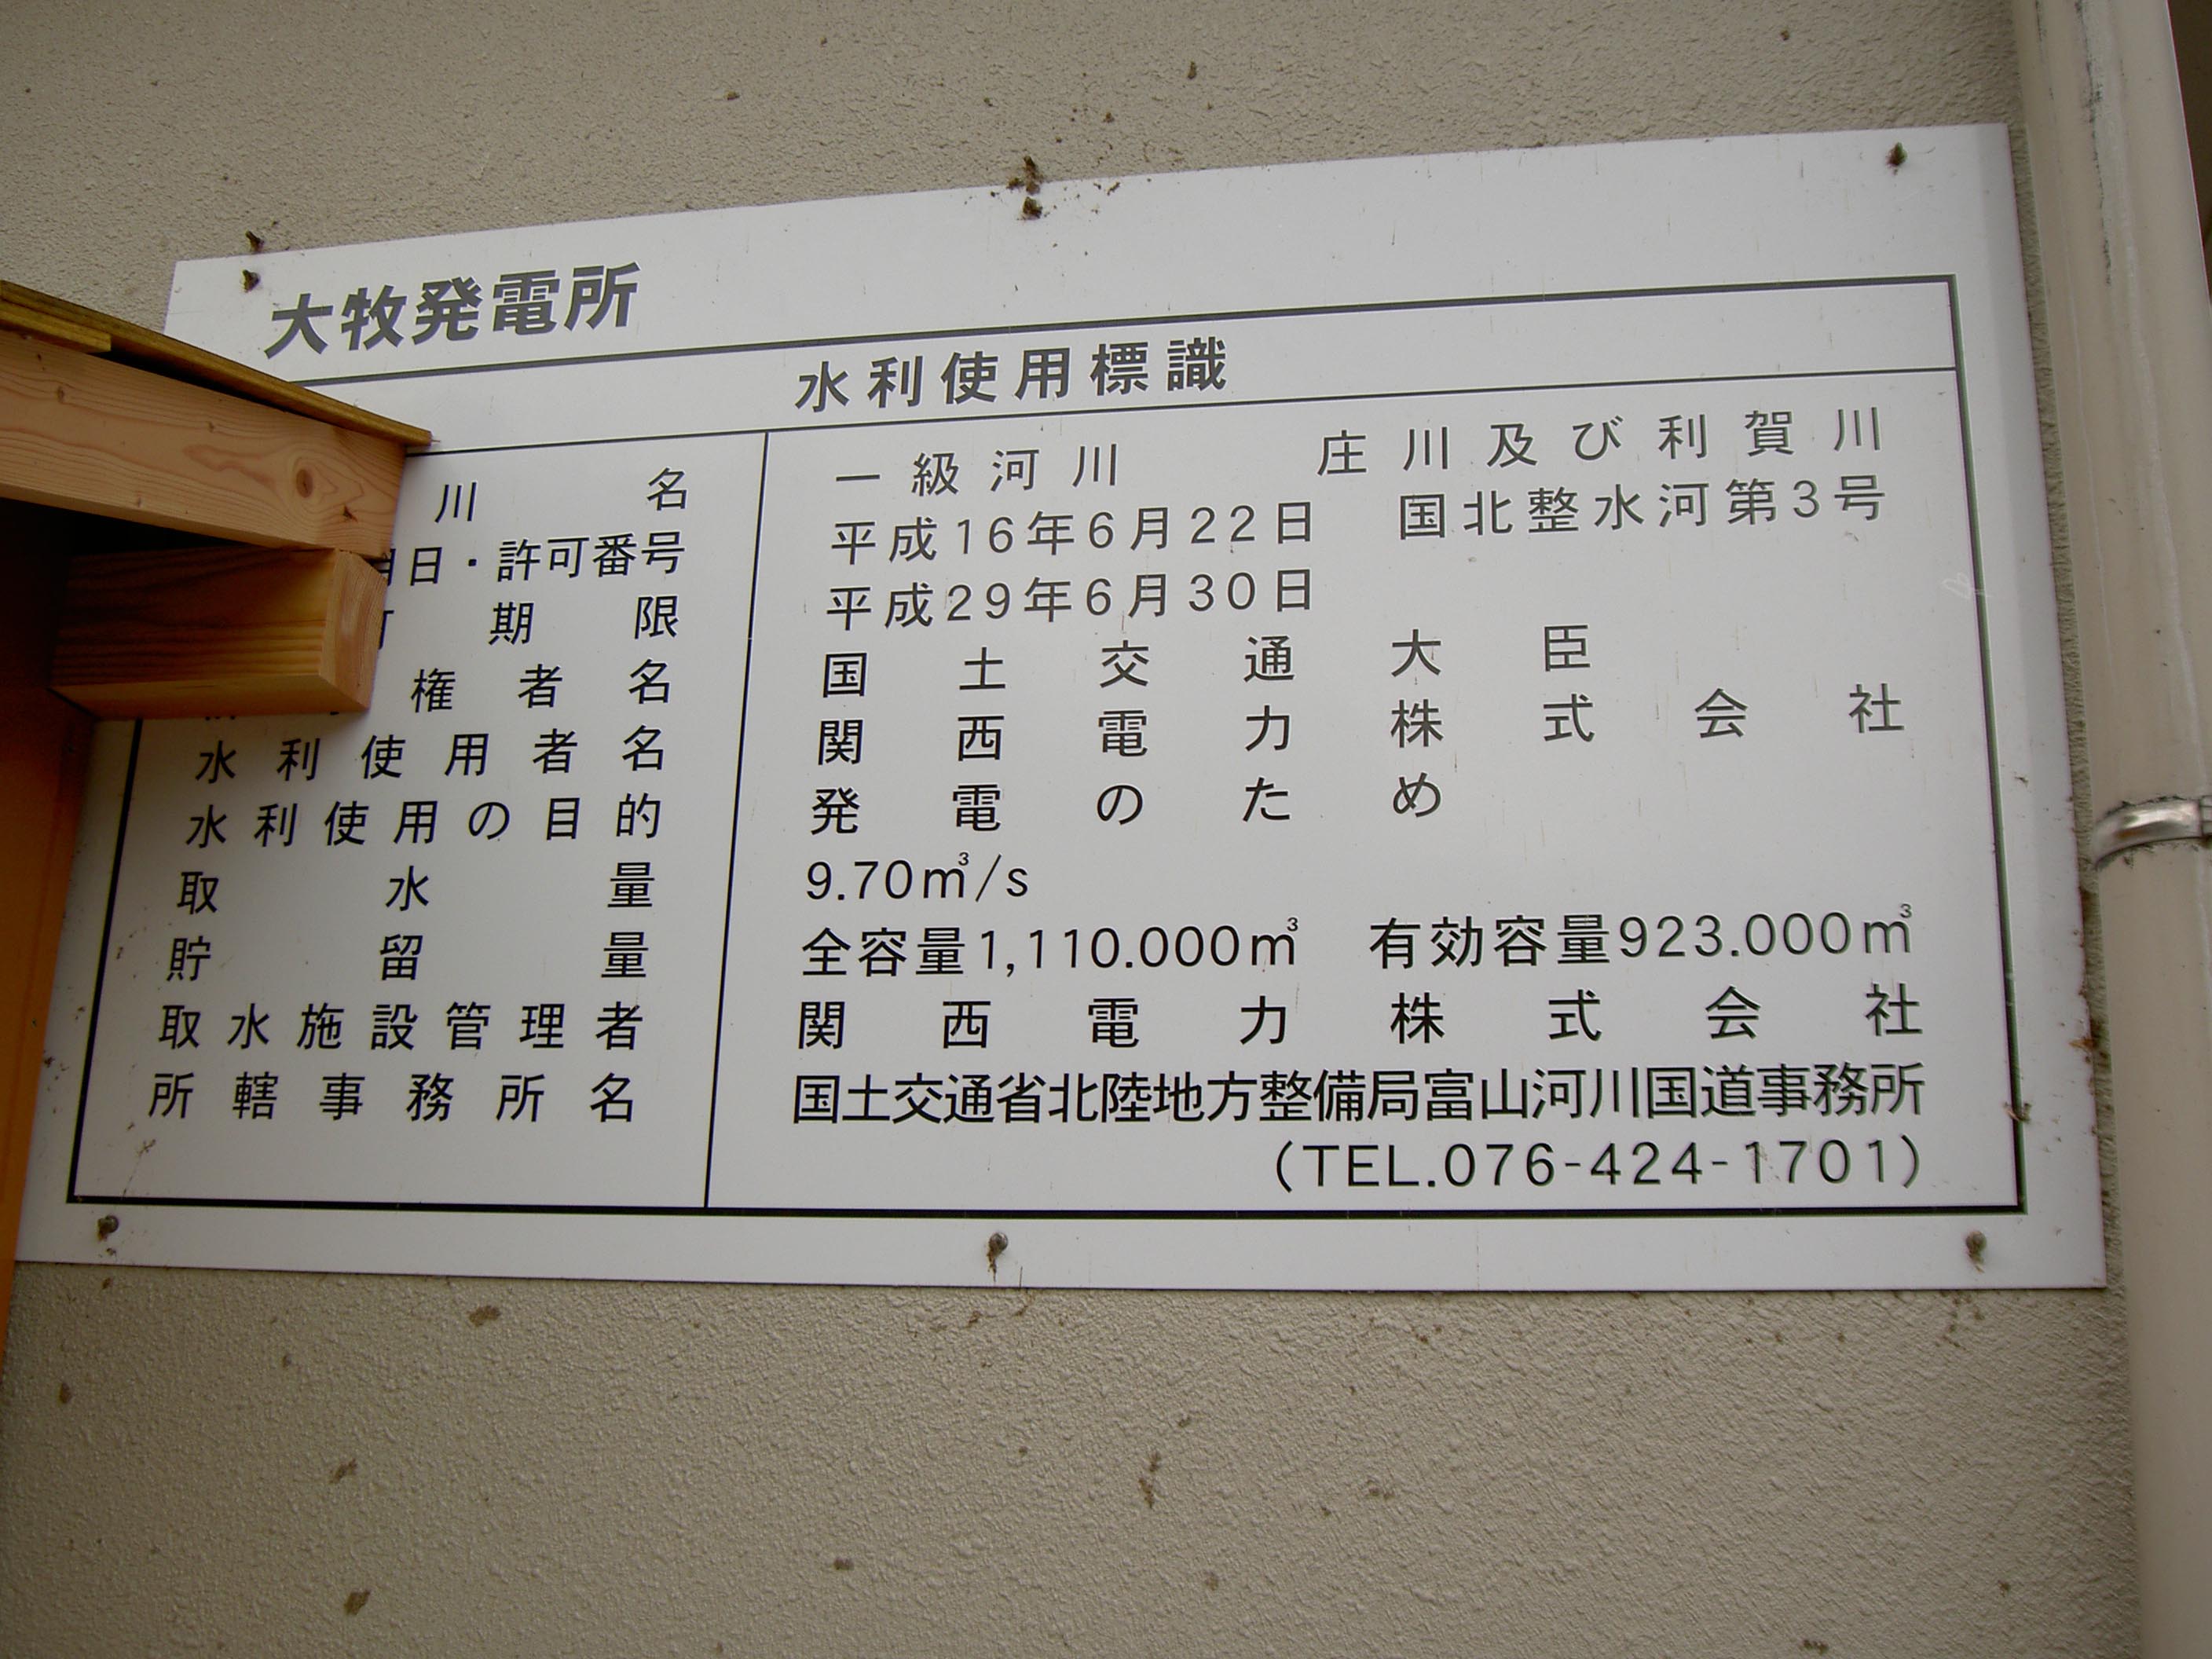 大牧発電所
水利使用標識
川名 一級河川 庄川及び利賀川
日・許可番号 平成16年6月22日 国北整水河第3号
期限 平成29年6月30日
権者名 国土交通大臣
水利使用者名 関西電力株式会社
水利使用の目的 発電のため
取水量 9.70m³/s
貯留量 全容量1,110.000m³ 有効容量923.000m³
取水施設管理者 関西電力株式会社
所轄事務所名 国土交通省北陸地方整備局富山河川国道事務所
（TEL.076-424-1701）